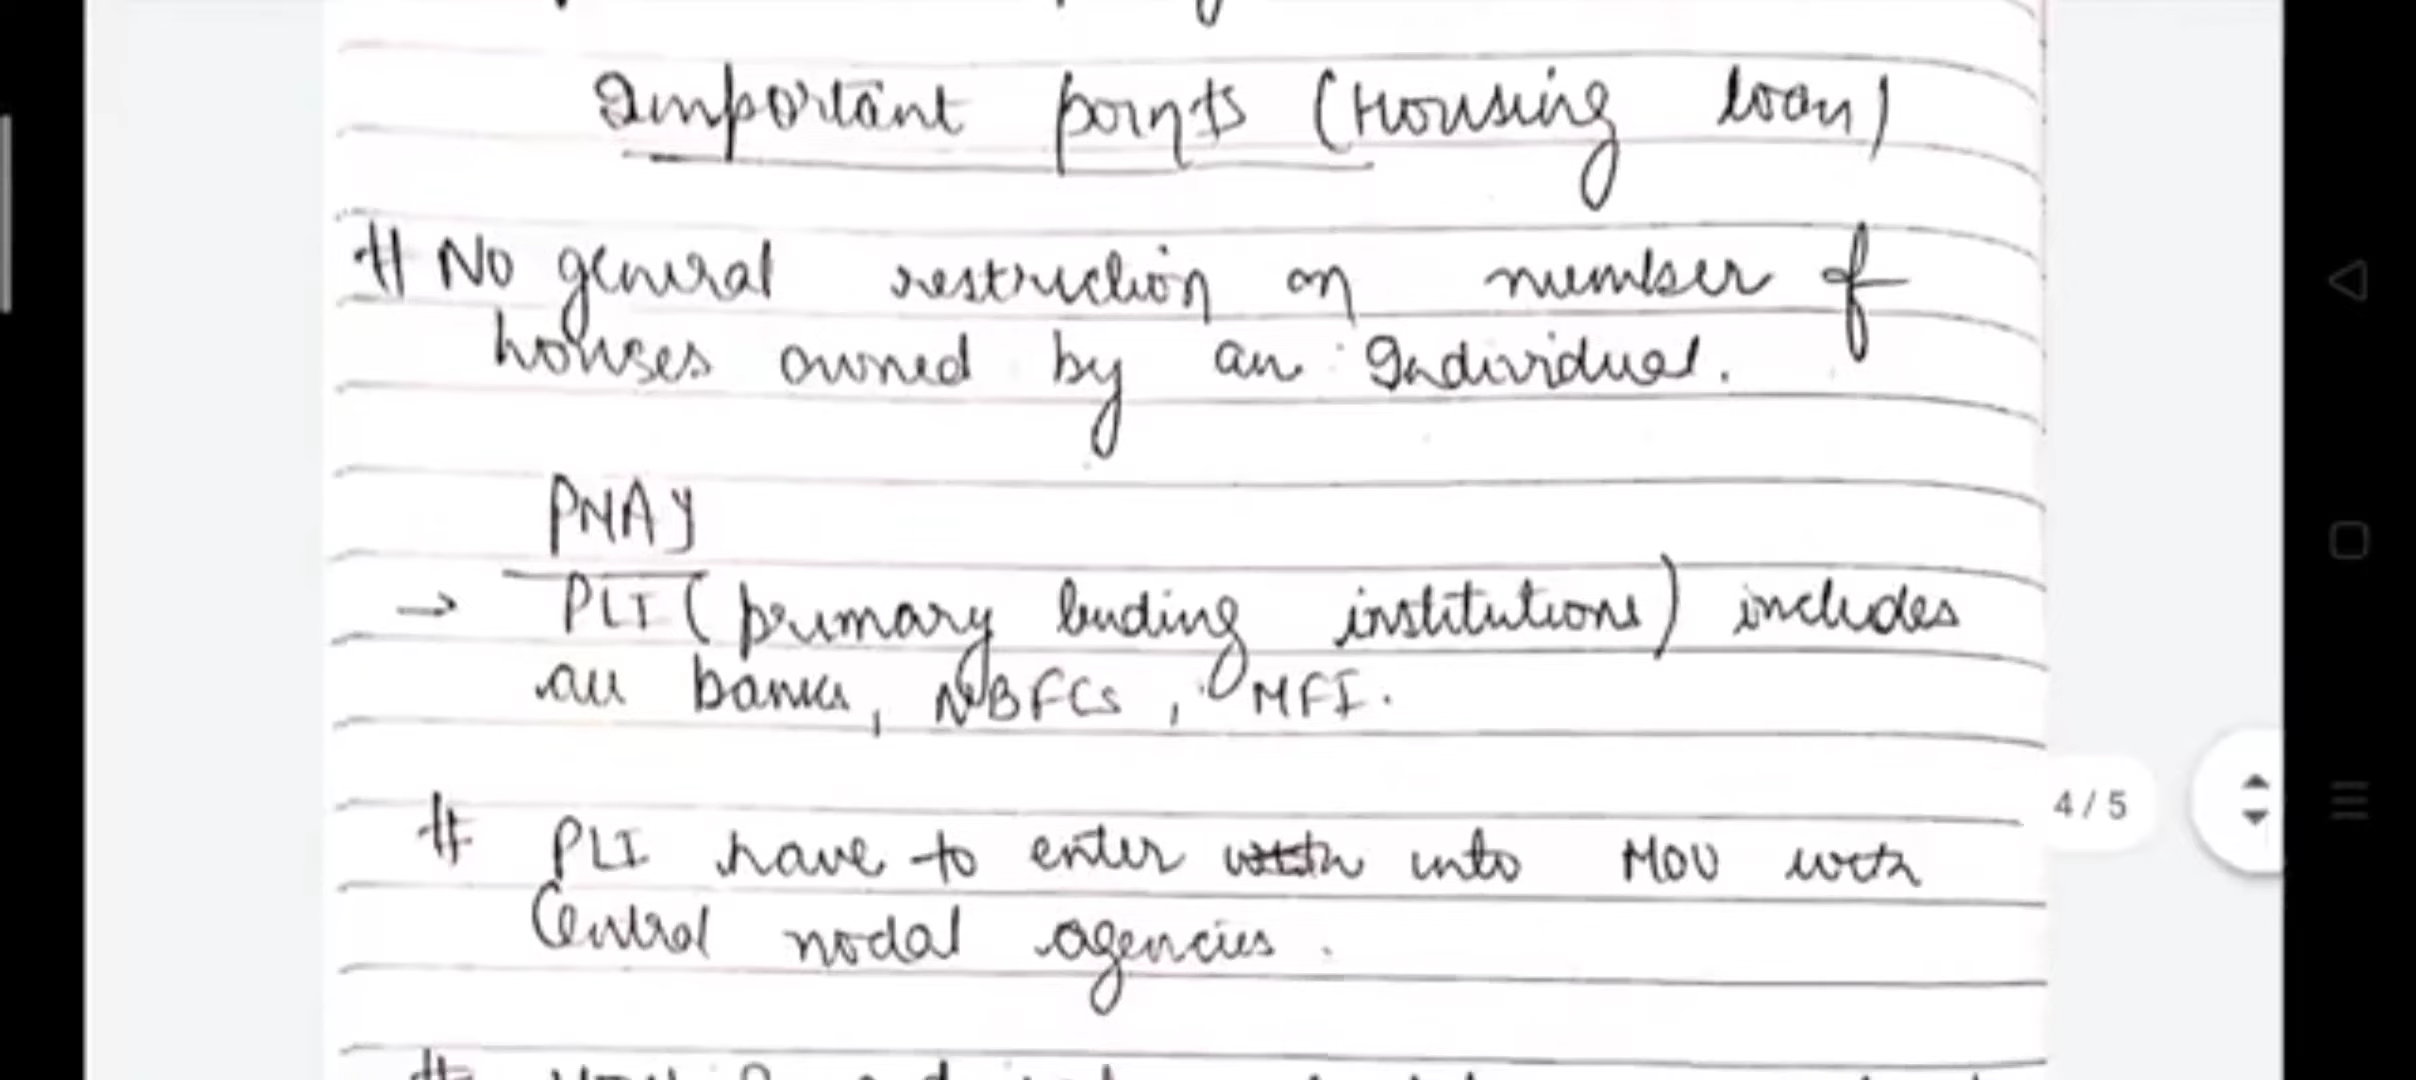 Important points (Housing loan)
# No general restriction on number of
houses owned by an Individual.
PMAY
→ PLI (primary lending institutions) includes
all banks, NBFCs, MFI.
4 / 5
# PLI have to enter with into MOU with
Central nodal agencies.